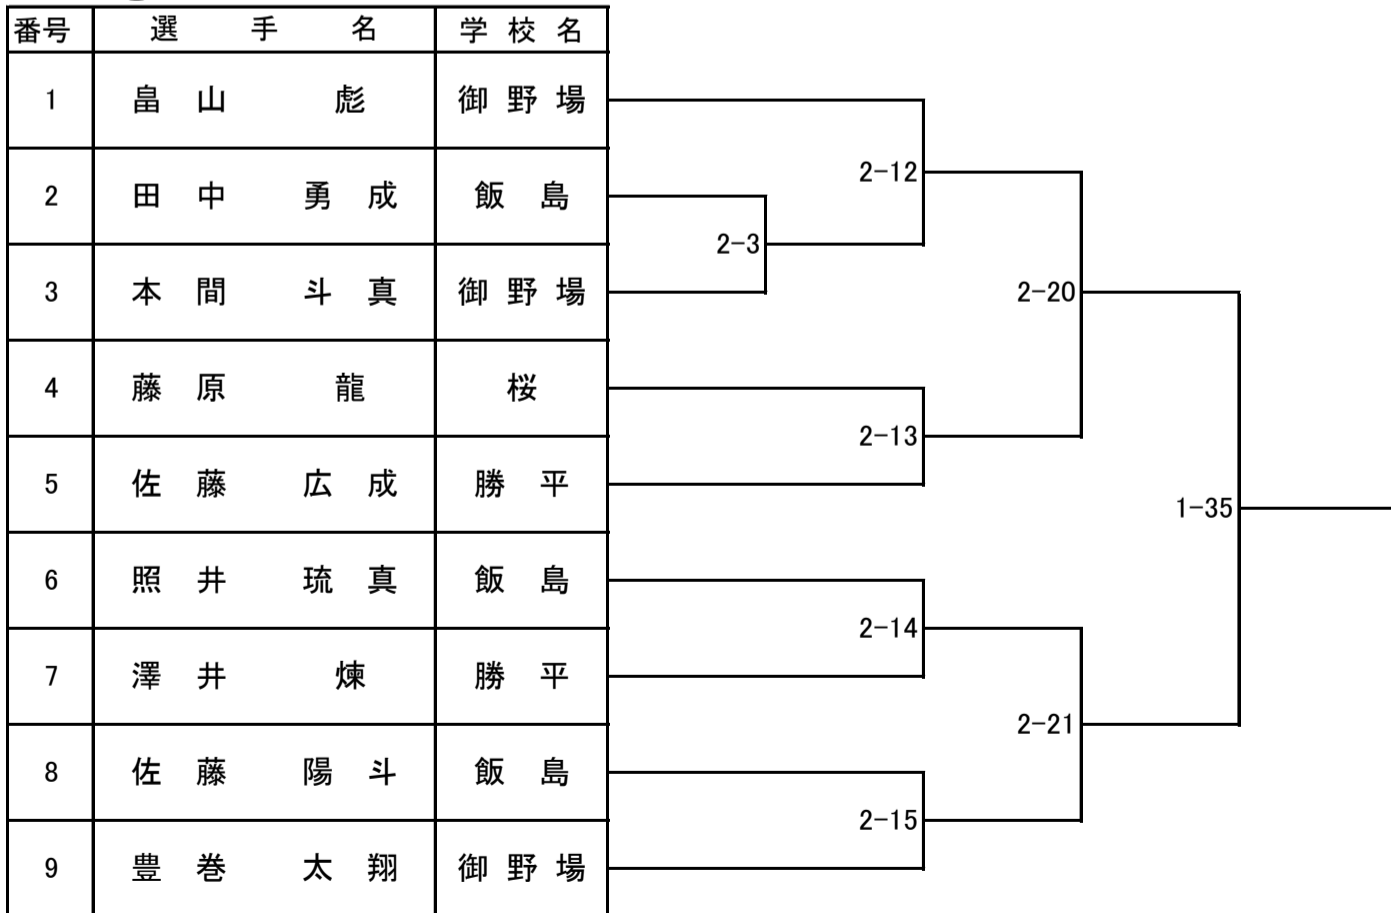 番号 選手名 学校名
1 畠山 彪 御野場
2-12
2 田中 勇成 飯島
2-3
3 本間 斗真 御野場
2-20
4 藤原 龍 桜
2-13
5 佐藤 広成 勝平
1-35
6 照井 琉真 飯島
2-14
7 澤井 煉 勝平
2-21
8 佐藤 陽斗 飯島
2-15
9 豊巻 太翔 御野場